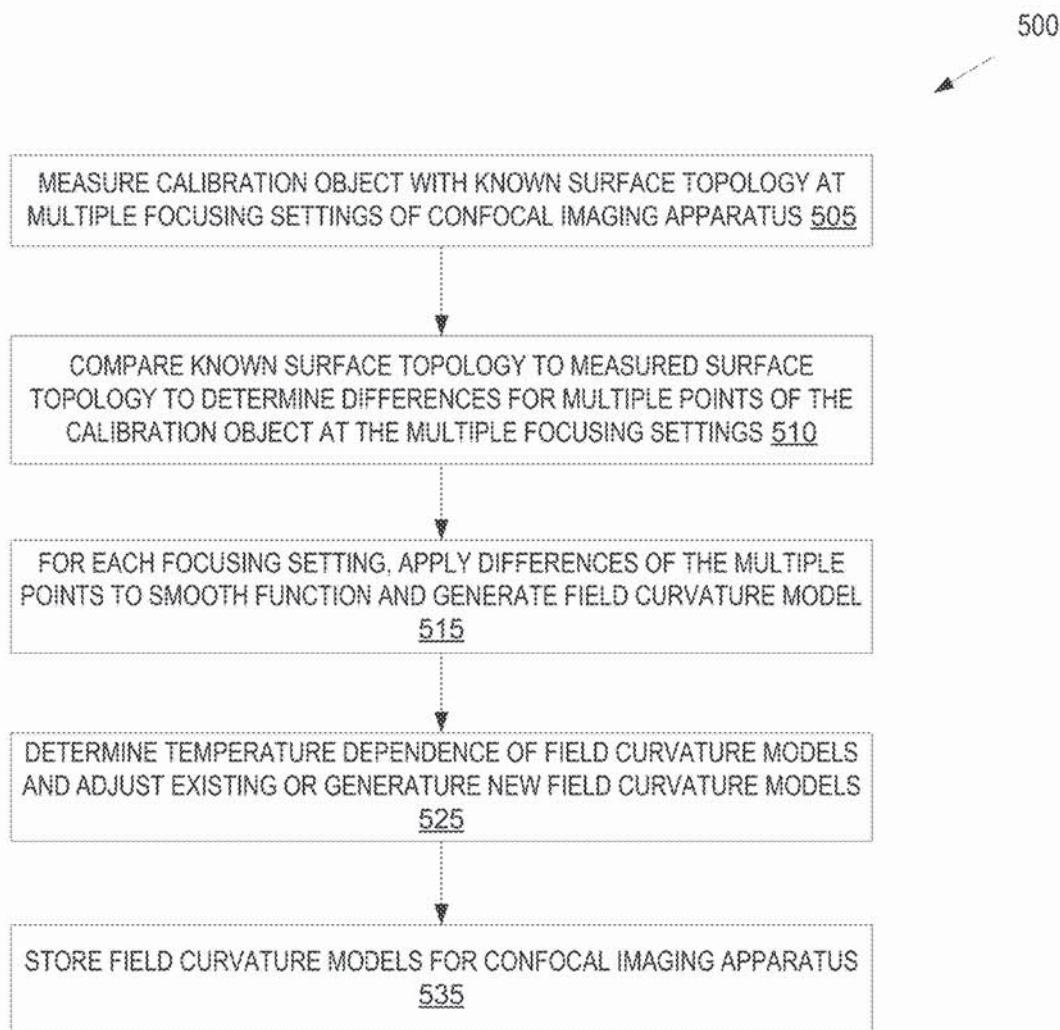 500
MEASURE CALIBRATION OBJECT WITH KNOWN SURFACE TOPOLOGY AT
MULTIPLE FOCUSING SETTINGS OF CONFOCAL IMAGING APPARATUS 505
COMPARE KNOWN SURFACE TOPOLOGY TO MEASURED SURFACE
TOPOLOGY TO DETERMINE DIFFERENCES FOR MULTIPLE POINTS OF THE
CALIBRATION OBJECT AT THE MULTIPLE FOCUSING SETTINGS 510
FOR EACH FOCUSING SETTING, APPLY DIFFERENCES OF THE MULTIPLE
POINTS TO SMOOTH FUNCTION AND GENERATE FIELD CURVATURE MODEL
515
DETERMINE TEMPERATURE DEPENDENCE OF FIELD CURVATURE MODELS
AND ADJUST EXISTING OR GENERATURE NEW FIELD CURVATURE MODELS
525
STORE FIELD CURVATURE MODELS FOR CONFOCAL IMAGING APPARATUS
535